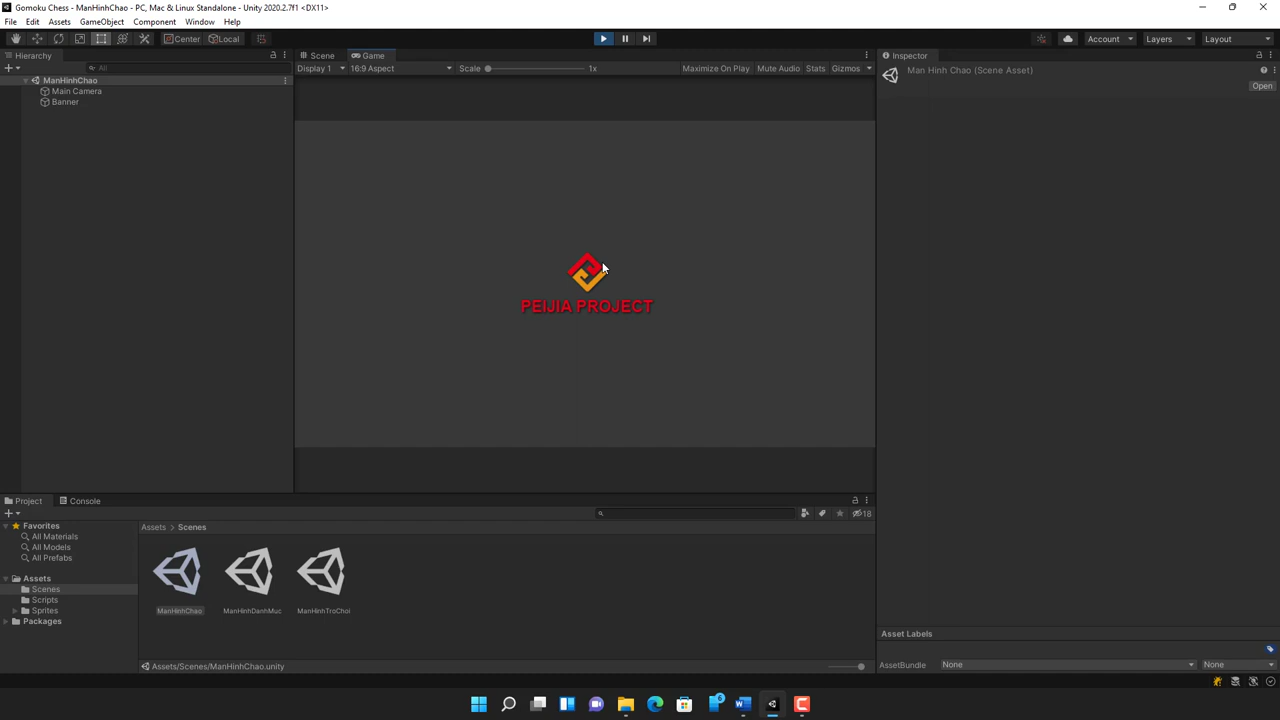 Gomoku Chess - ManHinhChao - PC, Mac & Linux Standalone - Unity 2020.2.7f1 <DX11>
File Edit Assets GameObject Component Window Help
Center Local Account Layers Layout
Hierarchy Scene Game Inspector
All Display 1 16:9 Aspect Scale 1x Maximize On Play Mute Audio Stats Gizmos Man Hinh Chao (Scene Asset)
ManHinhChao
Open
Main Camera
Banner
PEIJIA PROJECT
Project Console
18
Favorites
Assets > Scenes
All Materials
All Models
All Prefabs
Assets
Scenes
Scripts
Sprites
Packages
ManHinhChao ManHinhDanhMuc ManHinhTroChoi
Asset Labels
Assets/Scenes/ManHinhChao.unity
AssetBundle None None
6